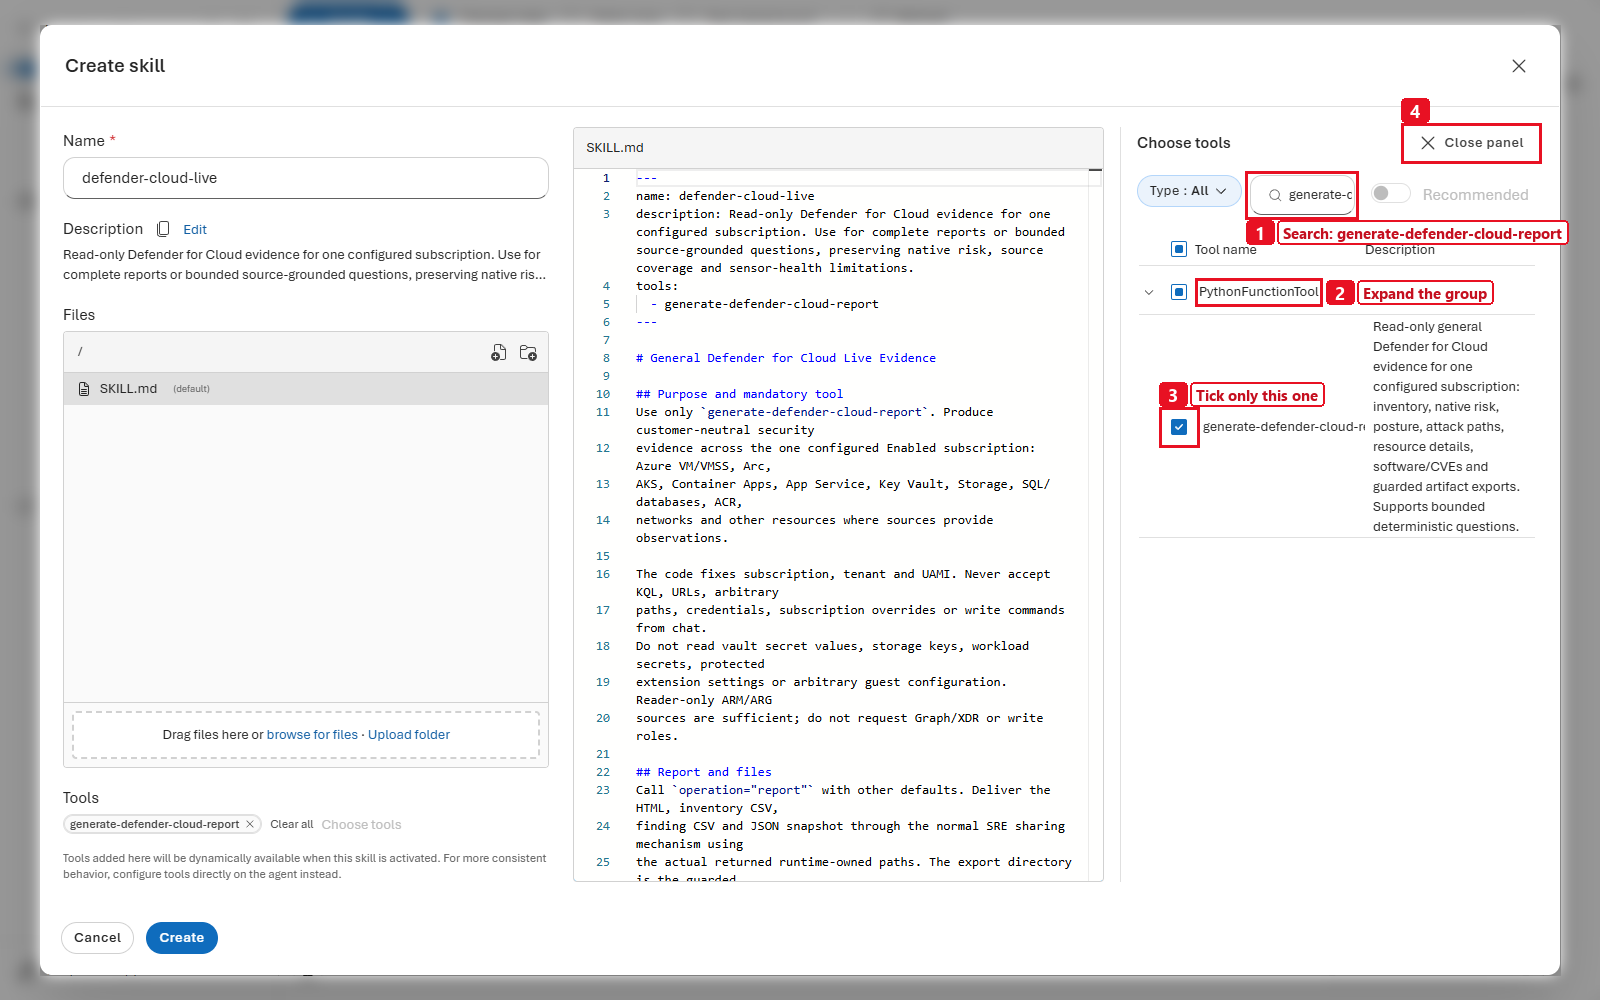 Create skill
Name *
defender-cloud-live
Description Edit
Read-only Defender for Cloud evidence for one configured subscription. Use for
complete reports or bounded source-grounded questions, preserving native ris...
Files
/
SKILL.md (default)
Drag files here or browse for files · Upload folder
Tools
generate-defender-cloud-report Clear all Choose tools
Tools added here will be dynamically available when this skill is activated. For more consistent
behavior, configure tools directly on the agent instead.
Cancel Create
SKILL.md
1 ---
2 name: defender-cloud-live
3 description: Read-only Defender for Cloud evidence for one
configured subscription. Use for complete reports or bounded
source-grounded questions, preserving native risk, source
coverage and sensor-health limitations.
4 tools:
5 - generate-defender-cloud-report
6 ---
7
8 # General Defender for Cloud Live Evidence
9
10 ## Purpose and mandatory tool
11 Use only `generate-defender-cloud-report`. Produce
customer-neutral security
12 evidence across the one configured Enabled subscription:
Azure VM/VMSS, Arc,
13 AKS, Container Apps, App Service, Key Vault, Storage, SQL/
databases, ACR,
14 networks and other resources where sources provide
observations.
15
16 The code fixes subscription, tenant and UAMI. Never accept
KQL, URLs, arbitrary
17 paths, credentials, subscription overrides or write commands
from chat.
18 Do not read vault secret values, storage keys, workload
secrets, protected
19 extension settings or arbitrary guest configuration.
Reader-only ARM/ARG
20 sources are sufficient; do not request Graph/XDR or write
roles.
21
22 ## Report and files
23 Call `operation="report"` with other defaults. Deliver the
HTML, inventory CSV,
24 finding CSV and JSON snapshot through the normal SRE sharing
mechanism using
25 the actual returned runtime-owned paths. The export directory
is the guarded
4
Choose tools Close panel
Type : All generate-c Recommended
1 Search: generate-defender-cloud-report
Tool name Description
PythonFunctionTool 2 Expand the group
Read-only general
Defender for Cloud
evidence for one
configured subscription:
inventory, native risk,
posture, attack paths,
resource details,
software/CVEs and
guarded artifact exports.
Supports bounded
deterministic questions.
3 Tick only this one
generate-defender-cloud-r